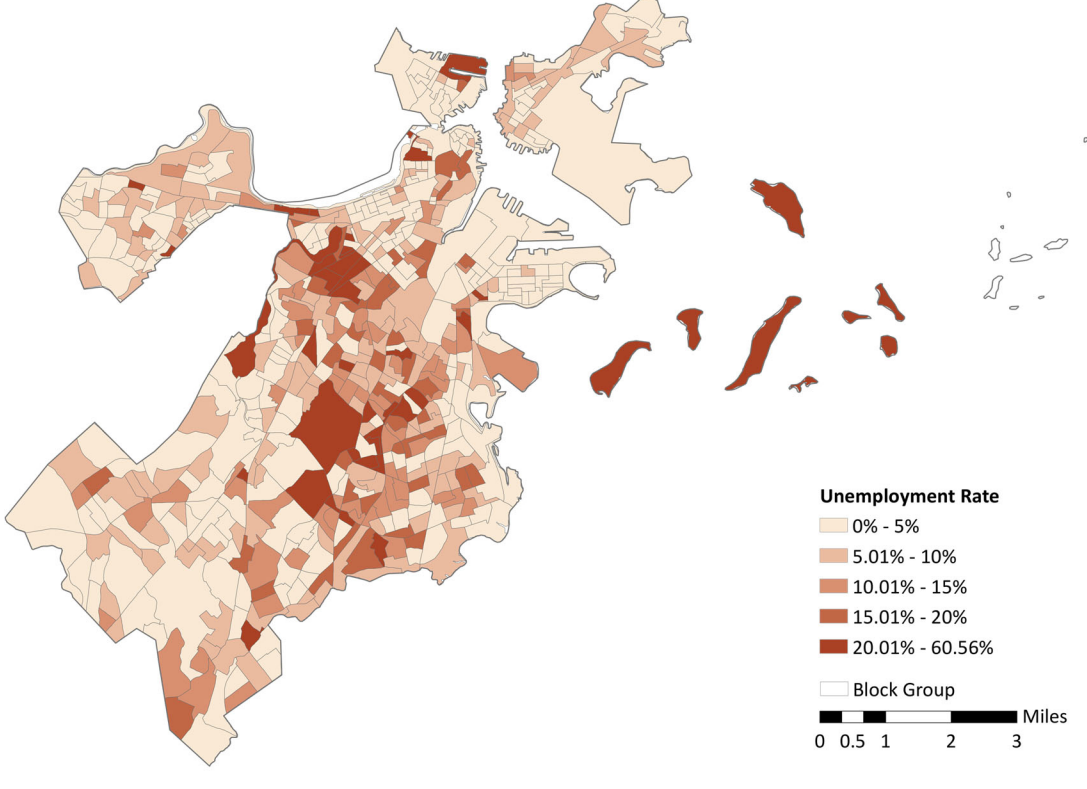 Unemployment Rate
0% - 5%
5.01% - 10%
10.01% - 15%
15.01% - 20%
20.01% - 60.56%
Block Group
Miles
0 0.5 1 2 3